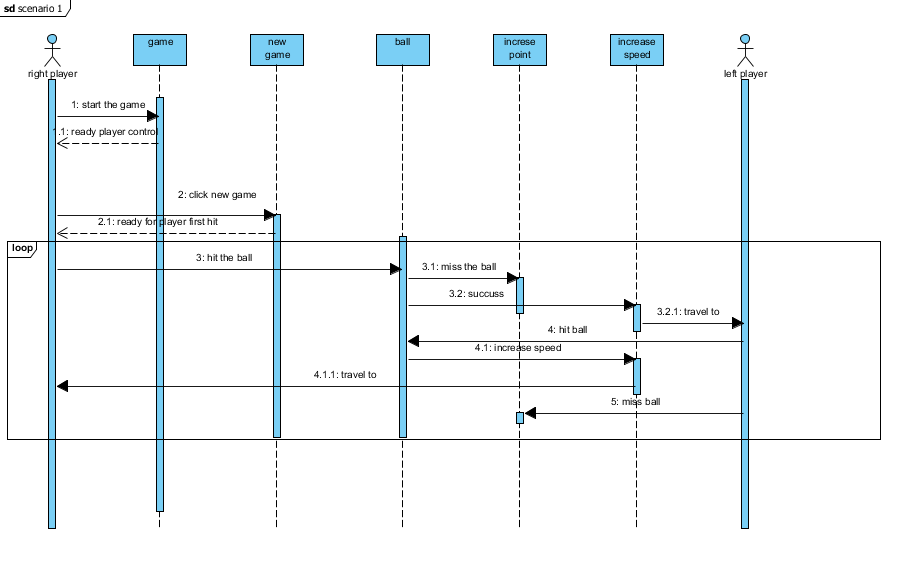 sd scenario 1
game
new
game
ball
increse
point
increase
speed
right player
left player
1: start the game
1.1: ready player control
2: click new game
2.1: ready for player first hit
loop
3: hit the ball
3.1: miss the ball
3.2: succuss
3.2.1: travel to
4: hit ball
4.1: increase speed
4.1.1: travel to
5: miss ball